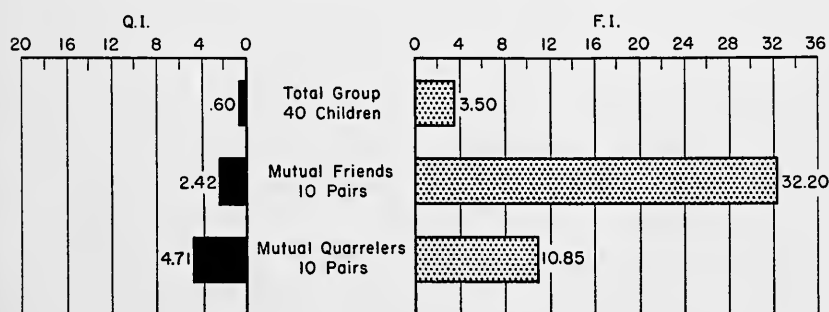 Q.I.
F.I.
20 16 12 8 4 0
0 4 8 12 16 20 24 28 32 36
.60
Total Group
40 Children
3.50
2.42
Mutual Friends
10 Pairs
32.20
4.71
Mutual Quarrelers
10 Pairs
10.85